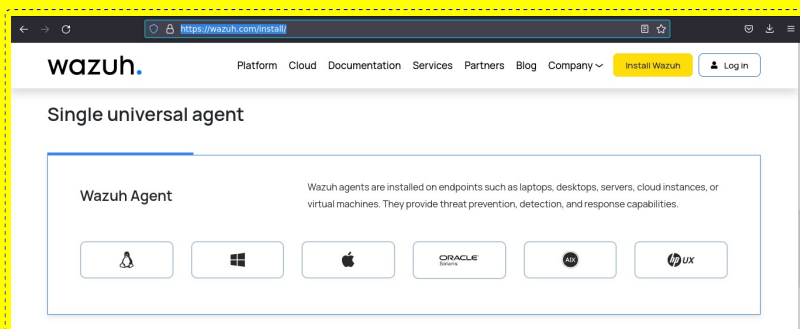 https://wazuh.com/install/
wazuh. Platform Cloud Documentation Services Partners Blog Company Install Wazuh Log in
Single universal agent
Wazuh Agent
Wazuh agents are installed on endpoints such as laptops, desktops, servers, cloud instances, or
virtual machines. They provide threat prevention, detection, and response capabilities.
ORACLE
Solaris
AIX
hp UX